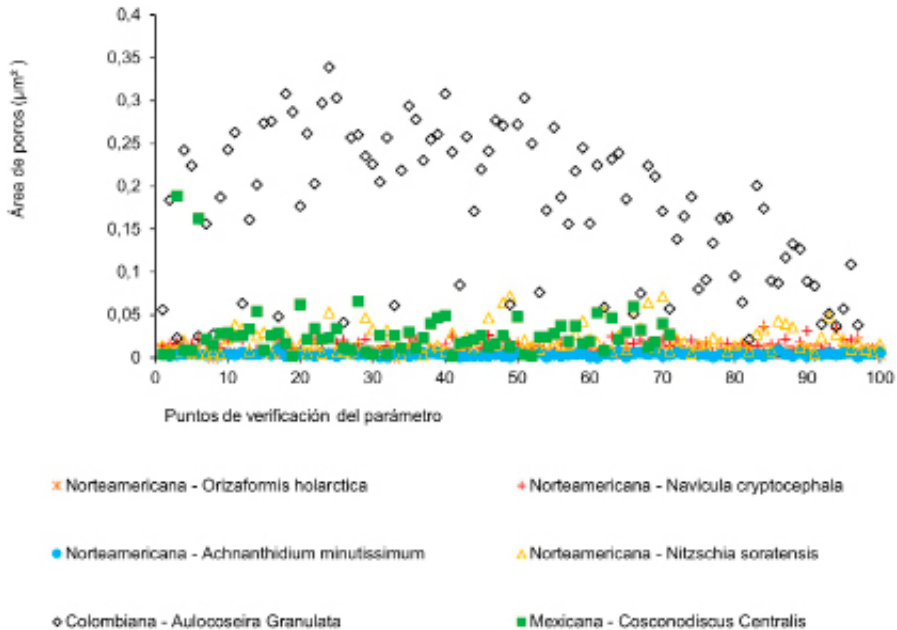 0,4
0,35
0,3
0,25
0,2
0,15
0,1
0,05
0
Área de poros (µm²)
0 10 20 30 40 50 60 70 80 90 100
Puntos de verificación del parámetro
Norteamericana - Orizaformis holarctica
Norteamericana - Navicula cryptocephala
Norteamericana - Achnanthidium minutissimum
Norteamericana - Nitzschia soratensis
Colombiana - Aulocoseira Granulata
Mexicana - Cosconodiscus Centralis